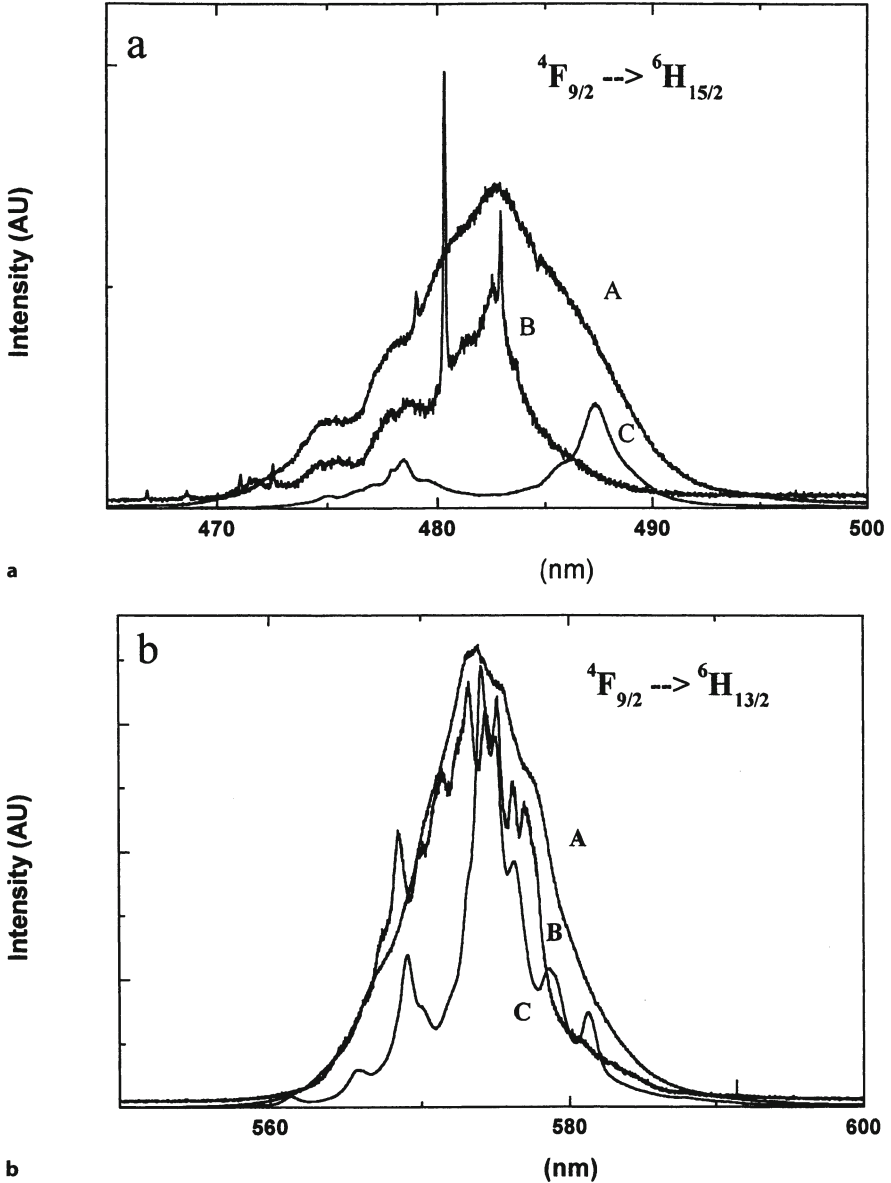 a
4F9/2 --> 6H15/2
Intensity (AU)
A
B
C
470 480 490 500
(nm)
a
b
4F9/2 --> 6H13/2
Intensity (AU)
A
B
C
560 580 600
(nm)
b